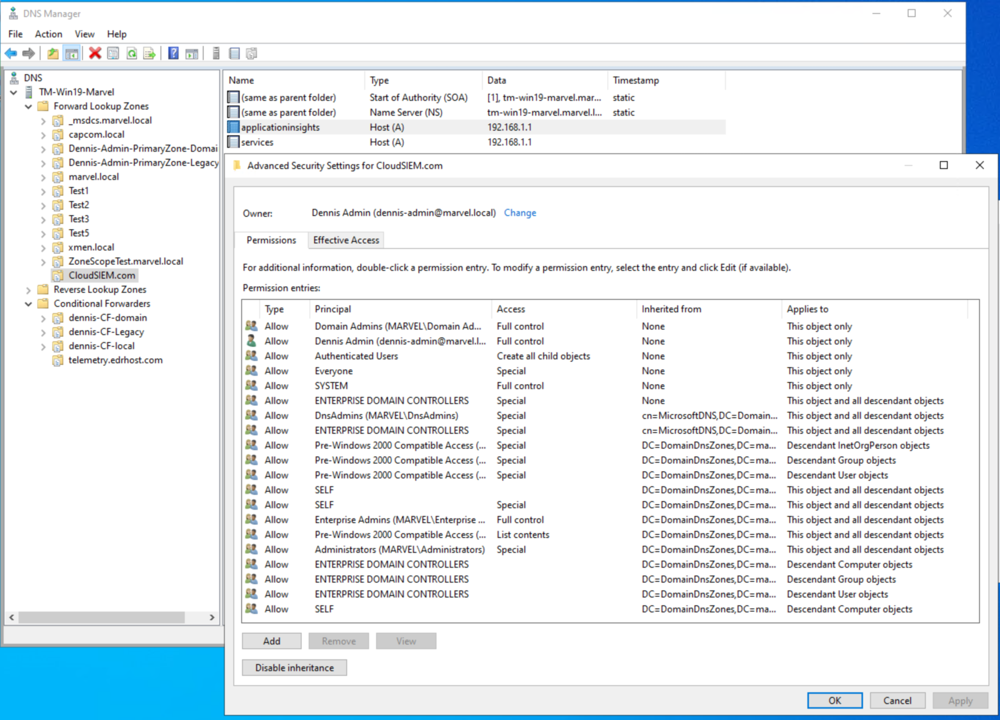 DNS Manager
File Action View Help
DNS
TM-Win19-Marvel
Forward Lookup Zones
_msdcs.marvel.local
capcom.local
Dennis-Admin-PrimaryZone-Domai
Dennis-Admin-PrimaryZone-Legacy
marvel.local
Test1
Test2
Test3
Test5
xmen.local
ZoneScopeTest.marvel.local
CloudSIEM.com
Reverse Lookup Zones
Conditional Forwarders
dennis-CF-domain
dennis-CF-Legacy
dennis-CF-local
telemetry.edrhost.com
Name Type Data Timestamp
(same as parent folder) Start of Authority (SOA) [1], tm-win19-marvel.mar... static
(same as parent folder) Name Server (NS) tm-win19-marvel.marvel.l... static
applicationinsights Host (A) 192.168.1.1
services Host (A) 192.168.1.1
Advanced Security Settings for CloudSIEM.com
Owner: Dennis Admin (dennis-admin@marvel.local) Change
Permissions Effective Access
For additional information, double-click a permission entry. To modify a permission entry, select the entry and click Edit (if available).
Permission entries:
Type Principal Access Inherited from Applies to
Allow Domain Admins (MARVEL\Domain Ad... Full control None This object only
Allow Dennis Admin (dennis-admin@marvel.l... Full control None This object only
Allow Authenticated Users Create all child objects None This object only
Allow Everyone Special None This object only
Allow SYSTEM Full control None This object only
Allow ENTERPRISE DOMAIN CONTROLLERS Special None This object and all descendant objects
Allow DnsAdmins (MARVEL\DnsAdmins) Special cn=MicrosoftDNS,DC=Domain... This object and all descendant objects
Allow ENTERPRISE DOMAIN CONTROLLERS Special cn=MicrosoftDNS,DC=Domain... This object and all descendant objects
Allow Pre-Windows 2000 Compatible Access (... Special DC=DomainDnsZones,DC=ma... Descendant InetOrgPerson objects
Allow Pre-Windows 2000 Compatible Access (... Special DC=DomainDnsZones,DC=ma... Descendant Group objects
Allow Pre-Windows 2000 Compatible Access (... Special DC=DomainDnsZones,DC=ma... Descendant User objects
Allow SELF DC=DomainDnsZones,DC=ma... This object and all descendant objects
Allow SELF Special DC=DomainDnsZones,DC=ma... This object and all descendant objects
Allow Enterprise Admins (MARVEL\Enterprise ... Full control DC=DomainDnsZones,DC=ma... This object and all descendant objects
Allow Pre-Windows 2000 Compatible Access (... List contents DC=DomainDnsZones,DC=ma... This object and all descendant objects
Allow Administrators (MARVEL\Administrators) Special DC=DomainDnsZones,DC=ma... This object and all descendant objects
Allow ENTERPRISE DOMAIN CONTROLLERS DC=DomainDnsZones,DC=ma... Descendant Computer objects
Allow ENTERPRISE DOMAIN CONTROLLERS DC=DomainDnsZones,DC=ma... Descendant Group objects
Allow ENTERPRISE DOMAIN CONTROLLERS DC=DomainDnsZones,DC=ma... Descendant User objects
Allow SELF DC=DomainDnsZones,DC=ma... Descendant Computer objects
Add Remove View
Disable inheritance
OK Cancel Apply